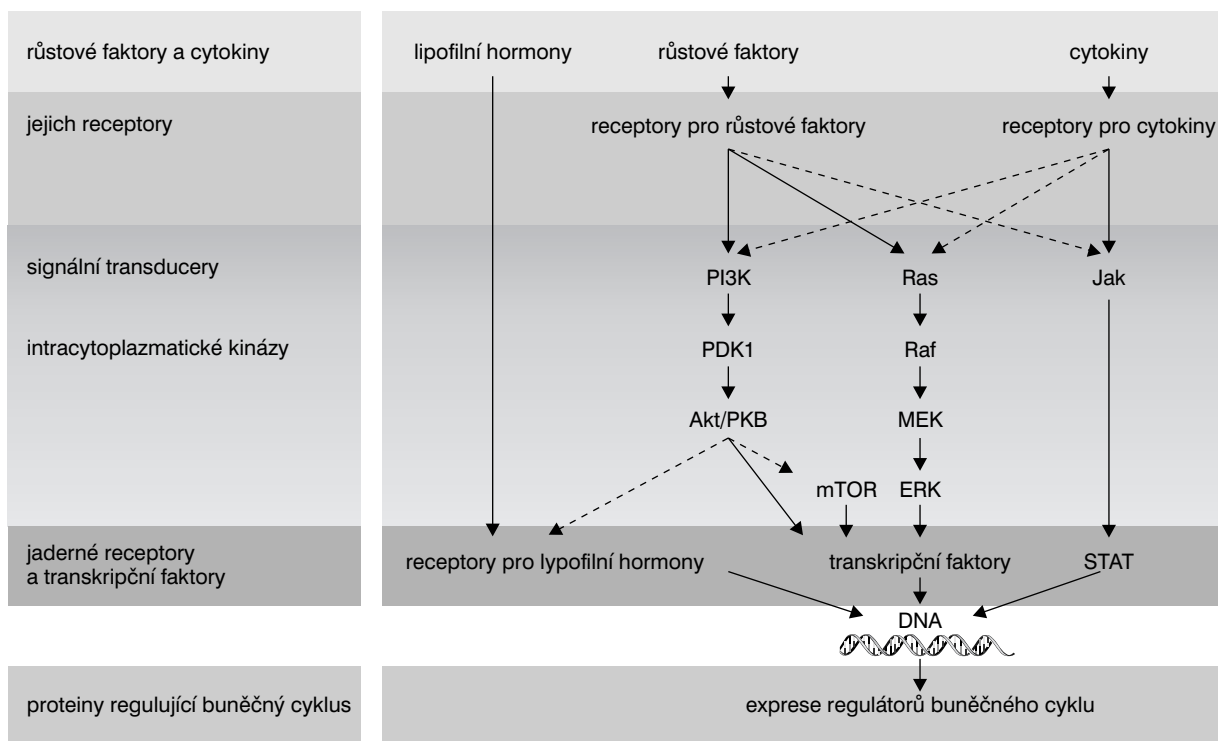 růstové faktory a cytokiny
lipofilní hormony
růstové faktory
cytokiny
jejich receptory
receptory pro růstové faktory
receptory pro cytokiny
signální transducery
PI3K
Ras
Jak
intracytoplazmatické kinázy
PDK1
Raf
Akt/PKB
MEK
mTOR
ERK
jaderné receptory
a transkripční faktory
receptory pro lypofilní hormony
transkripční faktory
STAT
DNA
proteiny regulující buněčný cyklus
exprese regulátorů buněčného cyklu